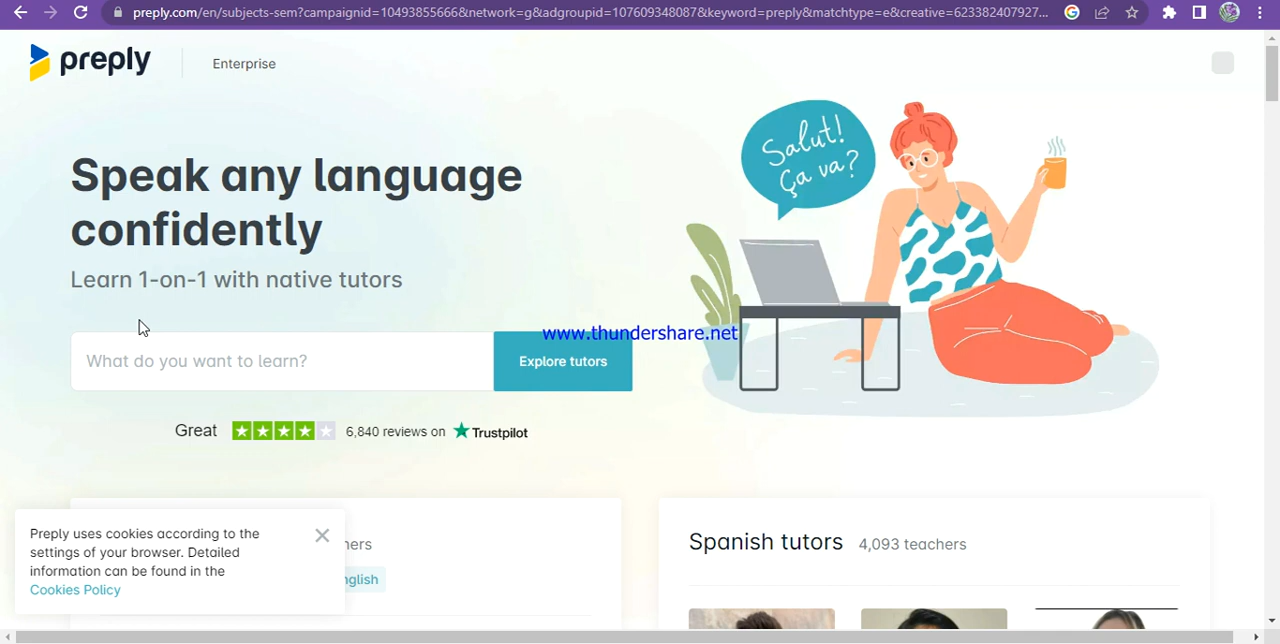 preply.com/en/subjects-sem?campaignid=10493855666&network=g&adgroupid=107609348087&keyword=preply&matchtype=e&creative=623382407927...
preply
Enterprise
Salut!
Ça va?
Speak any language
confidently
Learn 1-on-1 with native tutors
www.thundershare.net
What do you want to learn?
Explore tutors
Great
6,840 reviews on
Trustpilot
Preply uses cookies according to the
settings of your browser. Detailed
information can be found in the
Cookies Policy
Spanish tutors 4,093 teachers